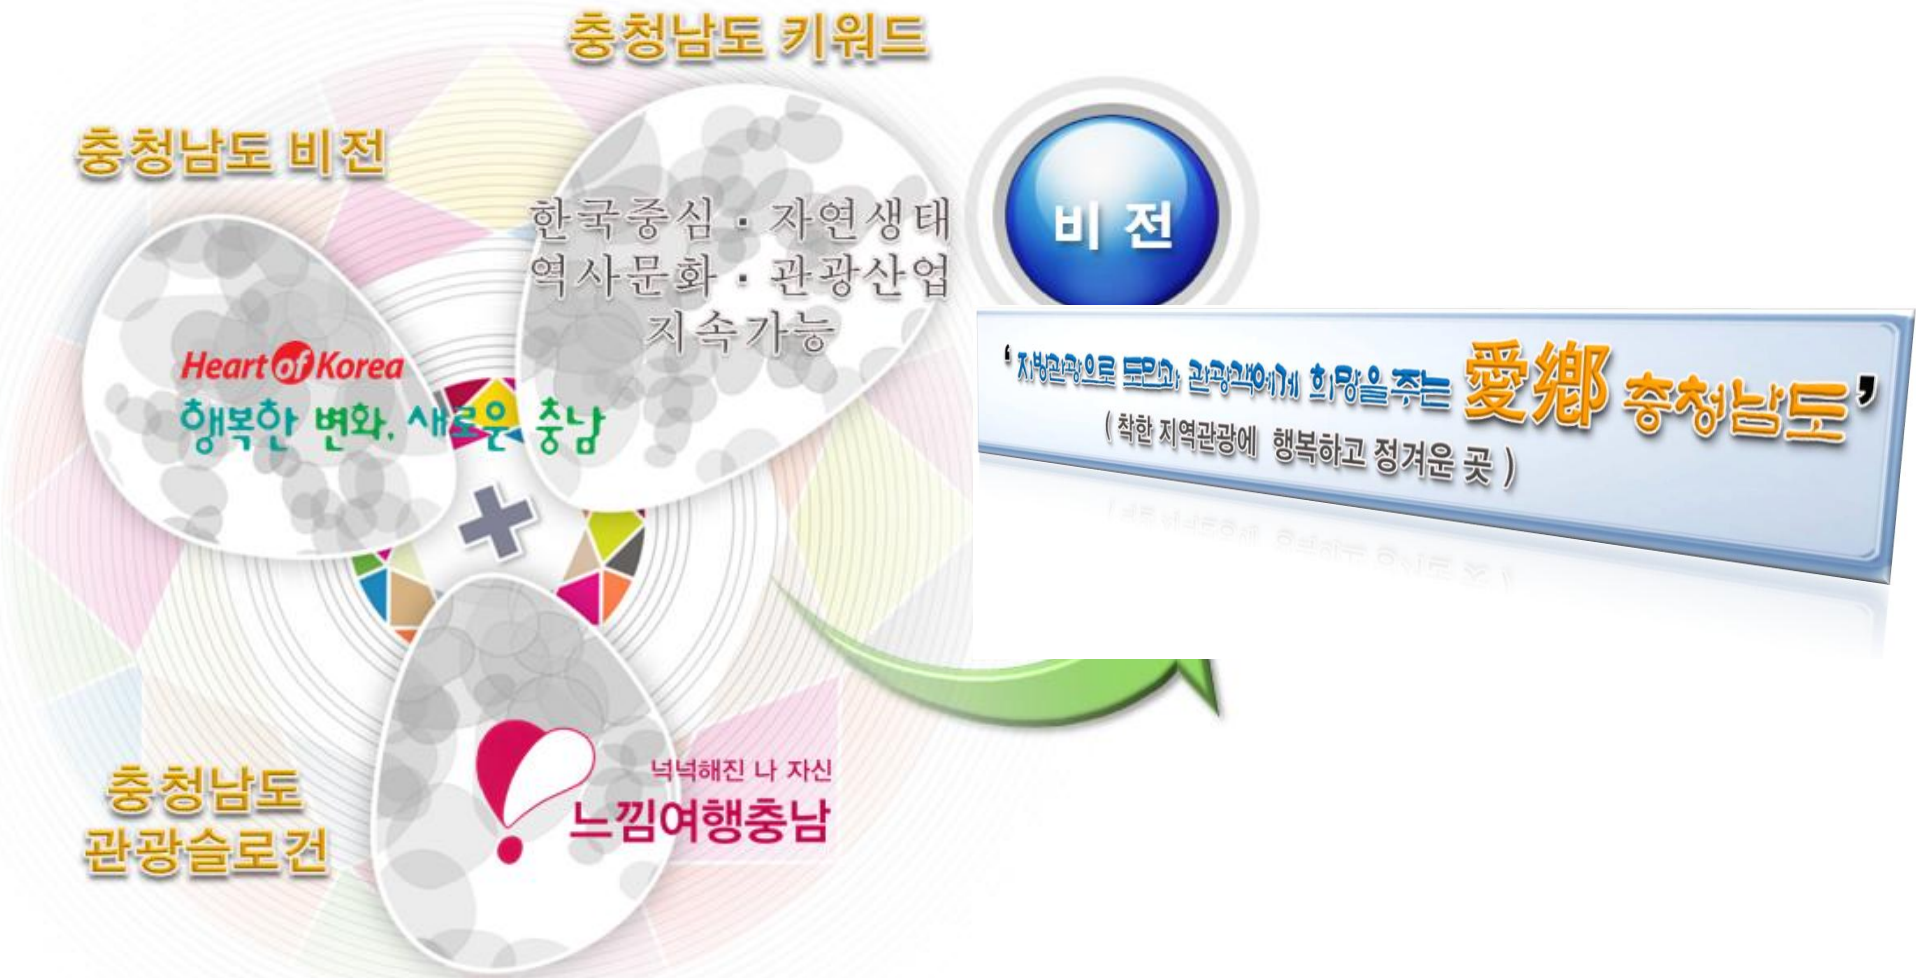 충청남도 키워드
충청남도 비전
한국중심 · 자연생태
역사문화 · 관광산업
지속가능
Heart of Korea
행복한 변화, 새로운 충남
충청남도
관광슬로건
넉넉해진 나 자신
느낌여행충남
비 전
‘지방관광으로 도민과 관광객에게 희망을주는 愛鄕 충청남도’
( 착한 지역관광에 행복하고 정겨운 곳 )